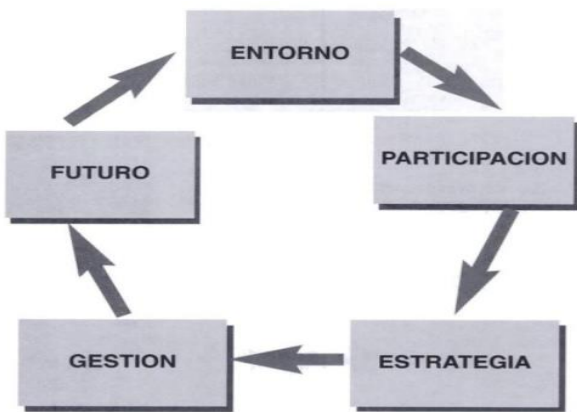 ENTORNO
PARTICIPACION
ESTRATEGIA
GESTION
FUTURO